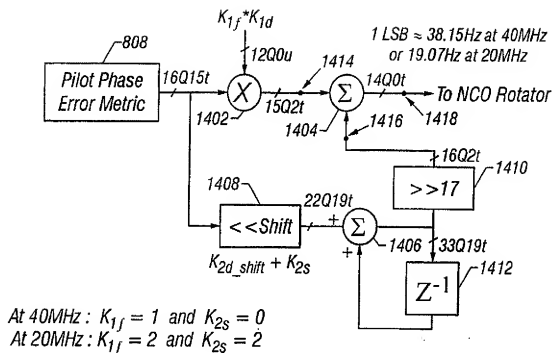 K1f*K1d
1 LSB ≈ 38.15Hz at 40MHz
or 19.07Hz at 20MHz
808
12Q0u
1414
Pilot Phase
Error Metric
16Q15t
X
1402
15Q2t
Σ
1404
14Q0t
To NCO Rotator
1418
1416
16Q2t
1410
>>17
1408
<<Shift
22Q19t
+
Σ
+
1406
33Q19t
K2d_shift + K2s
1412
Z-1
At 40MHz : K1f = 1 and K2s = 0
At 20MHz : K1f = 2 and K2s = 2